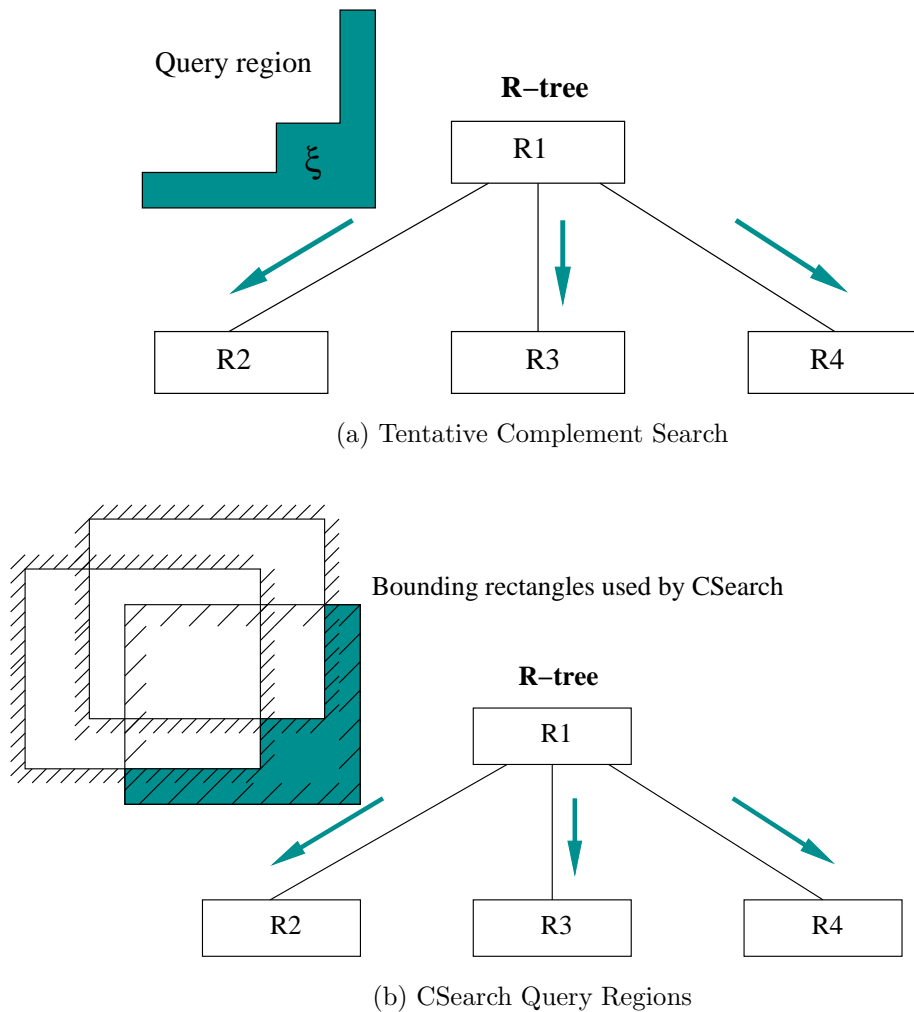 Query region
ξ
R–tree
R1
R2
R3
R4
(a) Tentative Complement Search
Bounding rectangles used by CSearch
R–tree
R1
R2
R3
R4
(b) CSearch Query Regions